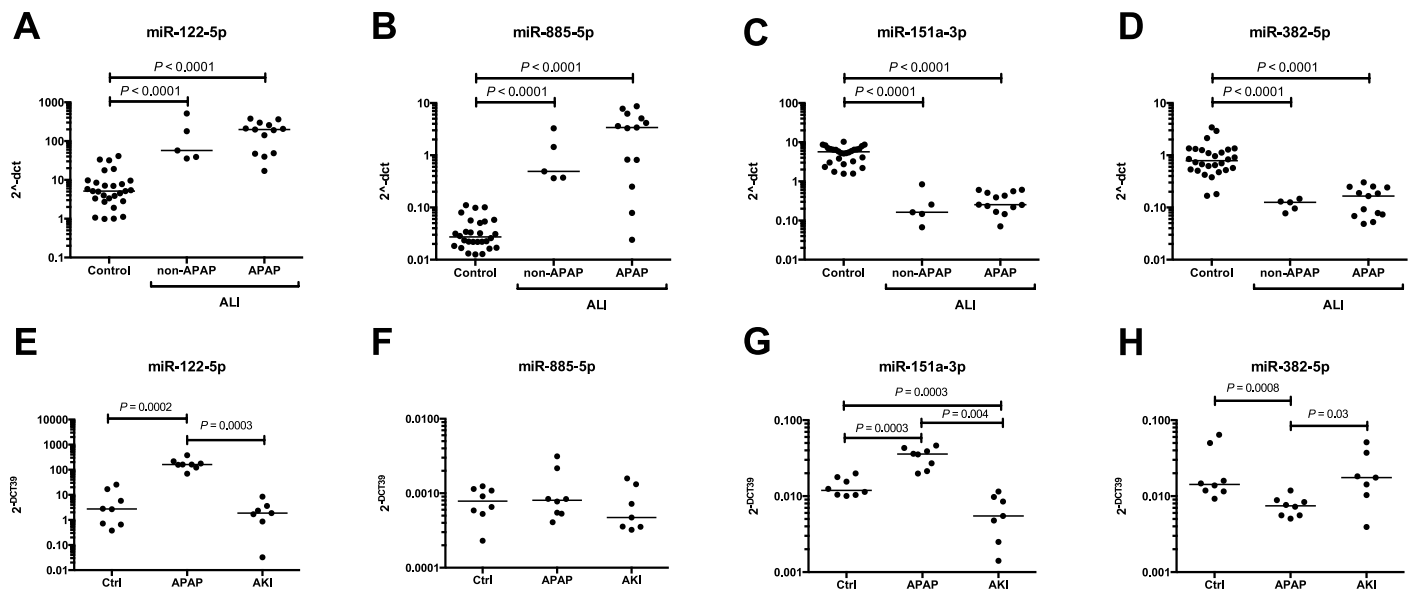 A
miR-122-5p
P < 0.0001
P < 0.0001
2^-dct
1000
100
10
1
0.1
Control
non-APAP
APAP
ALI
B
miR-885-5p
P < 0.0001
P < 0.0001
2^-dct
10
1
0.1
0.01
Control
non-APAP
APAP
ALI
C
miR-151a-3p
P < 0.0001
P < 0.0001
2^-dct
100
10
1
0.1
0.01
Control
non-APAP
APAP
ALI
D
miR-382-5p
P < 0.0001
P < 0.0001
2^-dct
10
1
0.10
0.01
Control
non-APAP
APAP
ALI
E
miR-122-5p
P = 0.0002
P = 0.0003
2-DCT39
10000
1000
100
10
1
0.10
0.01
Ctrl
APAP
AKI
F
miR-885-5p
2-DCT39
0.0100
0.0010
0.0001
Ctrl
APAP
AKI
G
miR-151a-3p
P = 0.0003
P = 0.004
P = 0.0003
2-DCT39
0.100
0.010
0.001
Ctrl
APAP
AKI
H
miR-382-5p
P = 0.0008
P = 0.03
2-DCT39
0.100
0.010
0.001
Ctrl
APAP
AKI